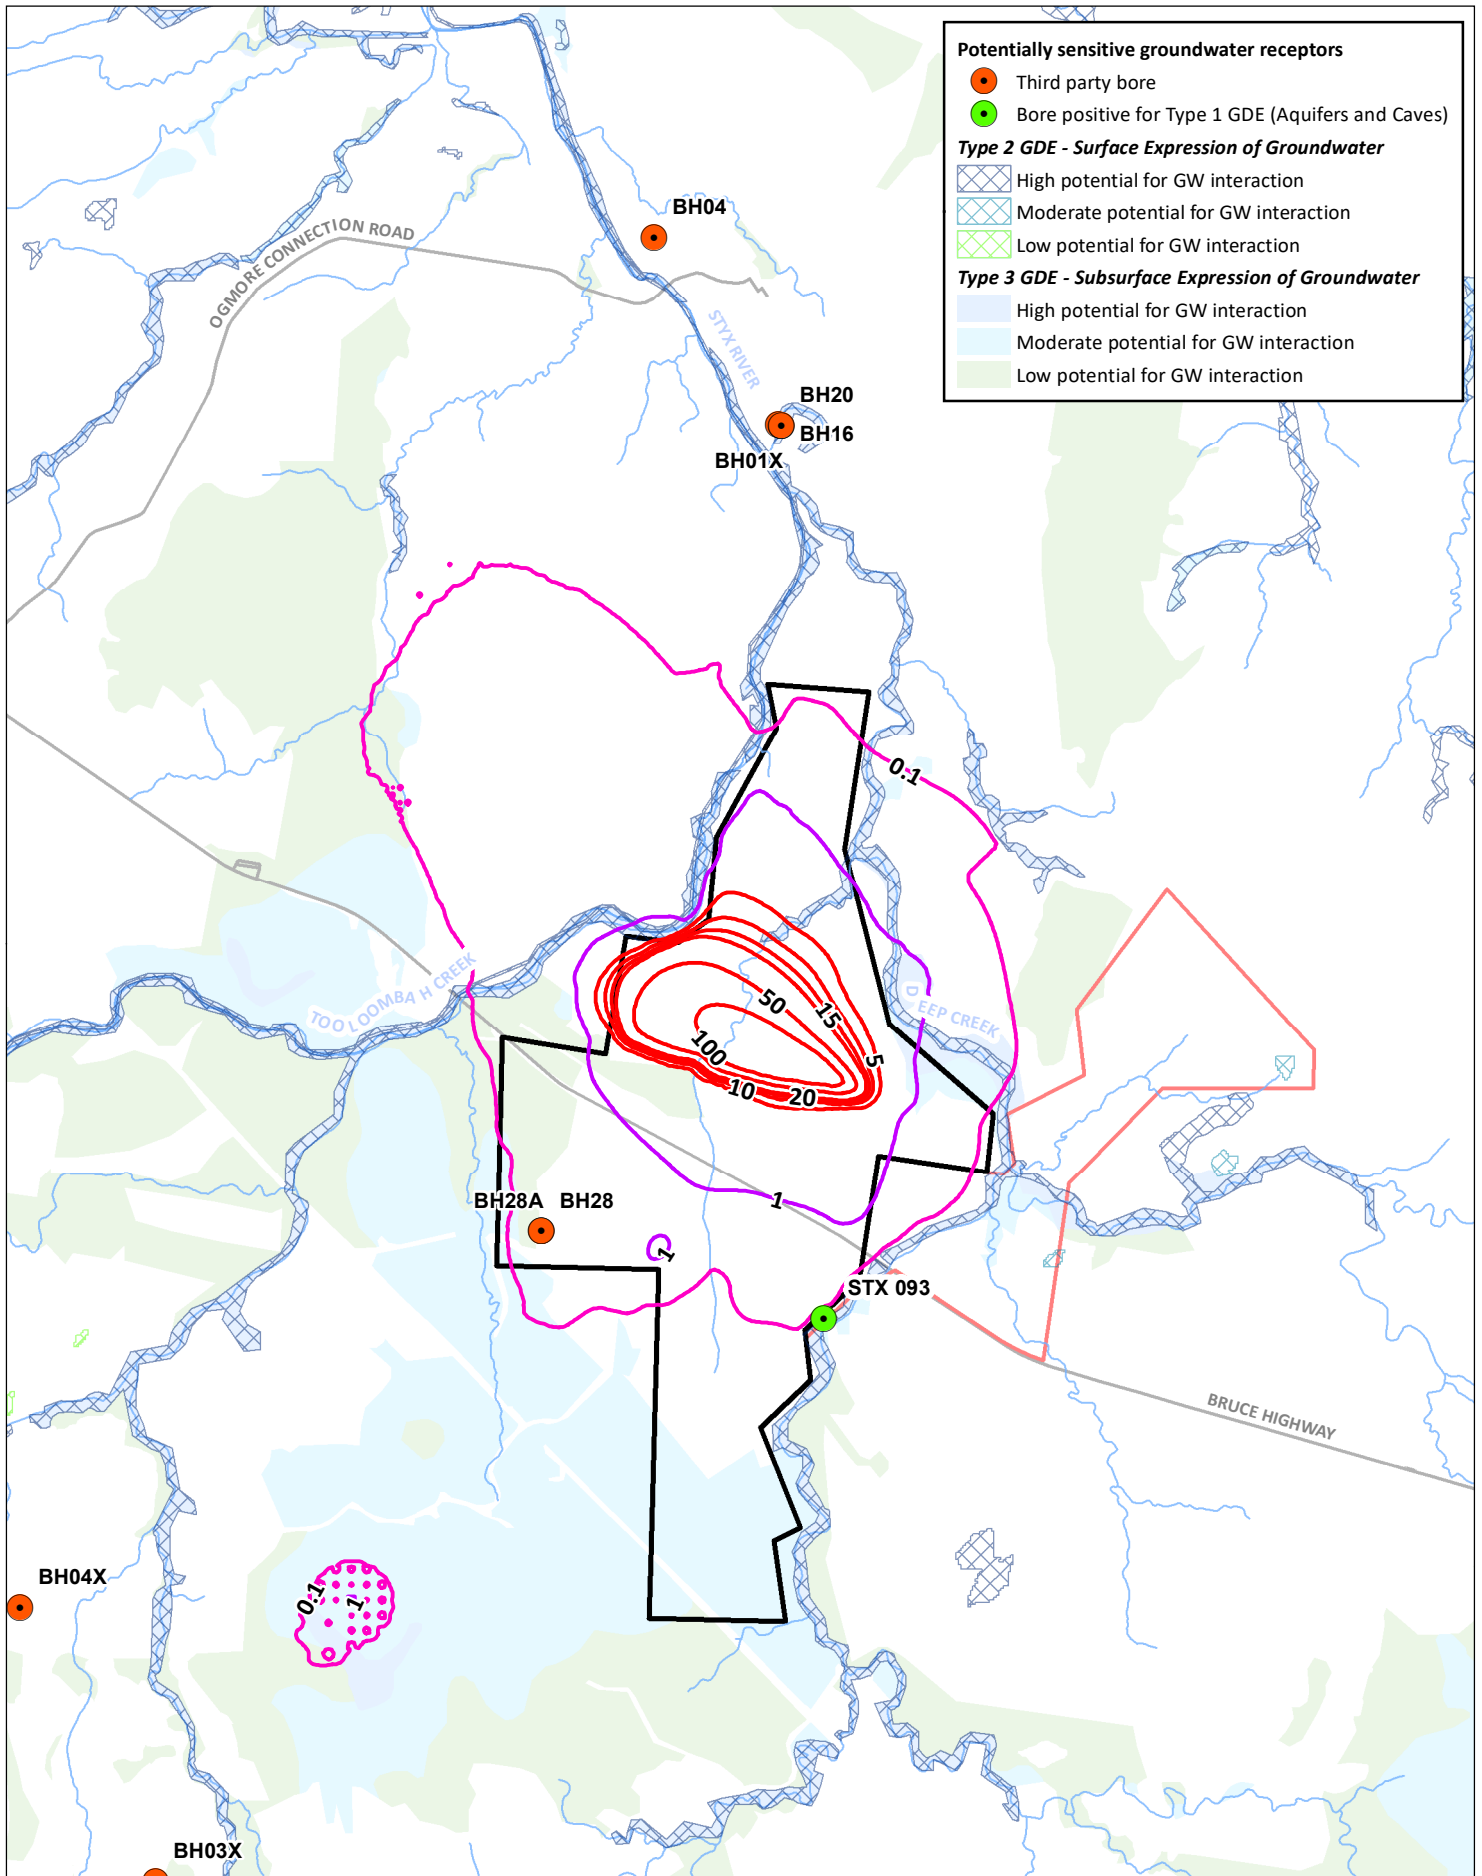 Potentially sensitive groundwater receptors
Third party bore
Bore positive for Type 1 GDE (Aquifers and Caves)
Type 2 GDE - Surface Expression of Groundwater
High potential for GW interaction
Moderate potential for GW interaction
Low potential for GW interaction
Type 3 GDE - Subsurface Expression of Groundwater
High potential for GW interaction
Moderate potential for GW interaction
Low potential for GW interaction
BH04
OGMORE CONNECTION ROAD
STYX RIVER
BH20
BH16
BH01X
0.1
TOOLOOMBAH CREEK
DEEP CREEK
50
15
100
5
10
20
1
BH28A
BH28
1
STX 093
BRUCE HIGHWAY
BH04X
0.1
1
BH03X